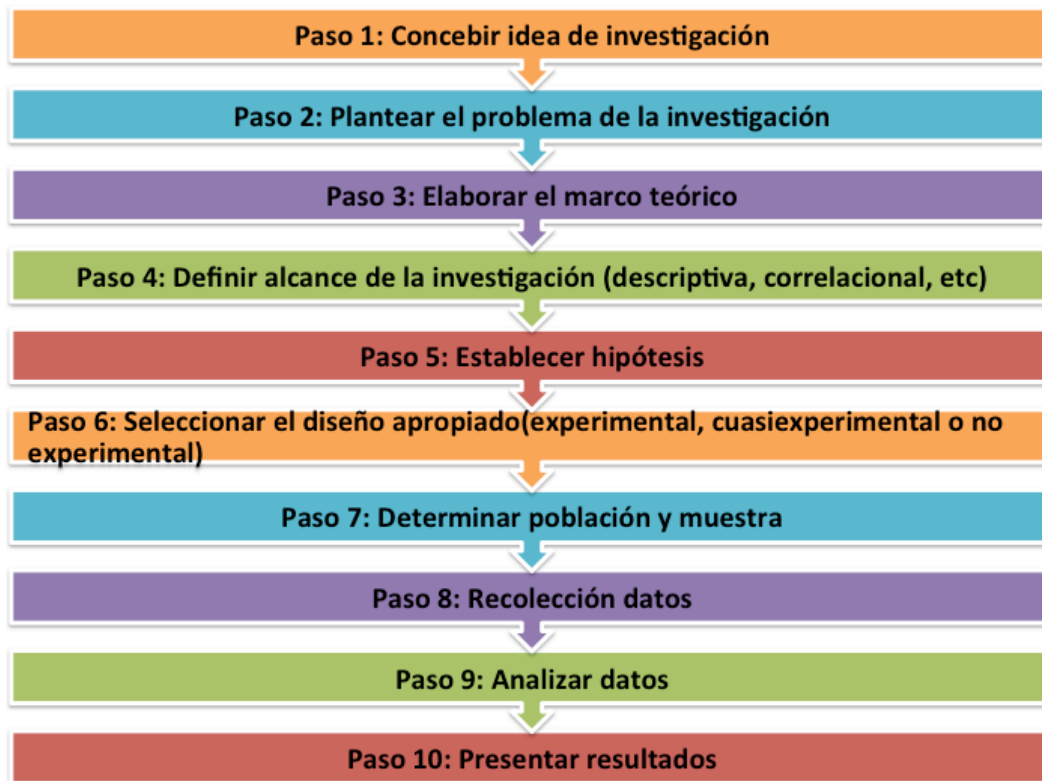 Paso 1: Concebir idea de investigación
Paso 2: Plantear el problema de la investigación
Paso 3: Elaborar el marco teórico
Paso 4: Definir alcance de la investigación (descriptiva, correlacional, etc)
Paso 5: Establecer hipótesis
Paso 6: Seleccionar el diseño apropiado(experimental, cuasiexperimental o no
experimental)
Paso 7: Determinar población y muestra
Paso 8: Recolección datos
Paso 9: Analizar datos
Paso 10: Presentar resultados